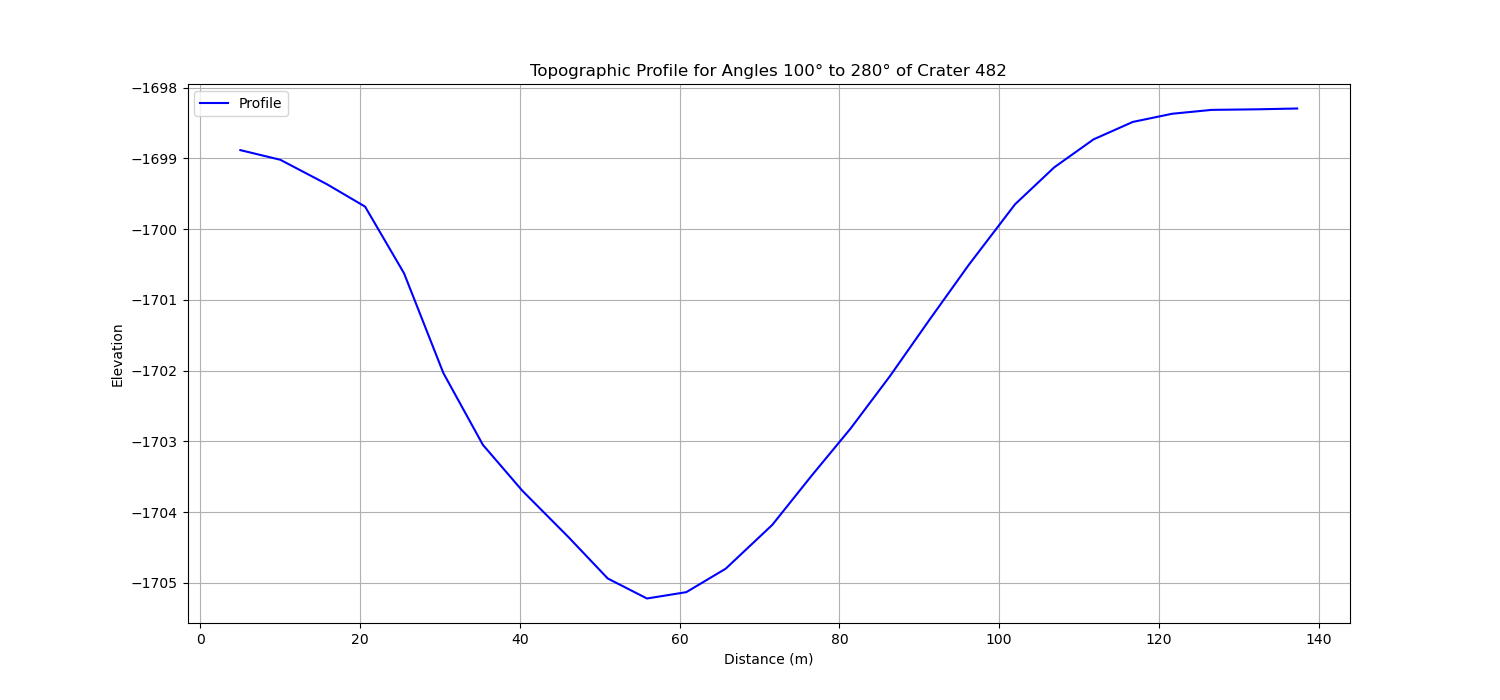 Topographic Profile for Angles 100° to 280° of Crater 482
Profile
−1698
−1699
−1700
−1701
−1702
−1703
−1704
−1705
Elevation
0 20 40 60 80 100 120 140
Distance (m)